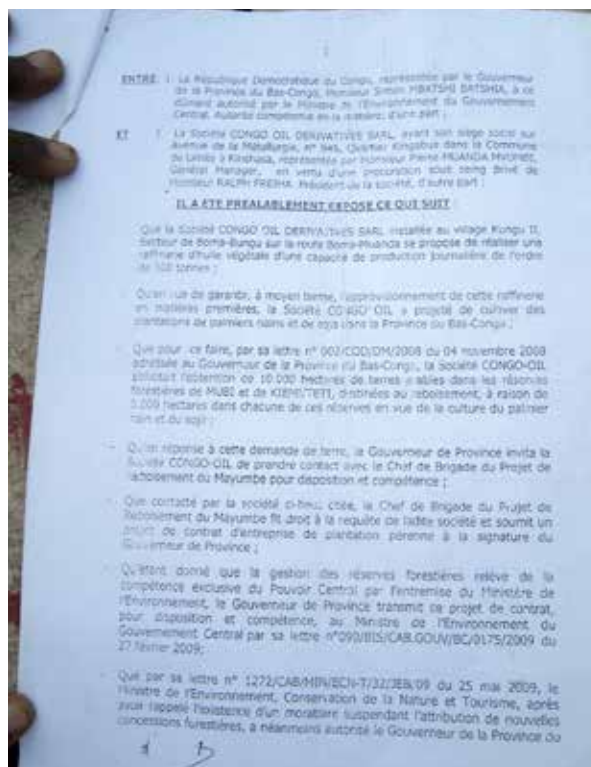 2
ENTRE 1. La République Démocratique du Congo, représentée par le Gouverneur
de la Province du Bas-Congo, Monsieur Simon MBATSHI BATSHIA, à ce
dûment autorisé par le Ministre de l'Environnement du Gouvernement
Central, Autorité compétente en la matière, d'une part ;
ET 2. La Société CONGO OIL DERIVATIVES SARL, ayant son siège social sur
Avenue de la Métallurgie, n° Quartier Kingabwa dans la Commune
de Limete à Kinshasa, représentée par Monsieur Pierre MUANDA
General Manager, en vertu d'une procuration sous seing privé de
Monsieur RALPH FREIHA, Président de la société, d'autre part ;
IL A ETE PREALABLEMENT EXPOSE CE QUI SUIT
Que la Société CONGO OIL DERIVATIVES SARL installée au village Kungu II,
Secteur de Boma-Bungu sur la route Boma-Muanda se propose de réaliser une
raffinerie d'huile végétale d'une capacité de production journalière de l'ordre
de 500 tonnes ;
- Qu'en vue de garantir, à moyen terme, l'approvisionnement de cette raffinerie
en matières premières, la Société CONGO OIL a projeté de cultiver des
plantations de palmiers nains et de soja dans la Province du Bas-Congo ;
- Que pour ce faire, par sa lettre n° 002/COD/DM/2008 du 04 novembre 2008
adressée au Gouverneur de la Province du Bas-Congo, la Société CONGO-OIL
sollicitait l'obtention de 10.000 hectares de terres arables dans les réserves
forestières de MUBI et de destinées au reboisement, à raison de
5.000 hectares dans chacune de ces réserves en vue de la culture du palmier
nain et du soja ;
- Qu'en réponse à cette demande de terre, le Gouverneur de Province invita la
Société CONGO-OIL de prendre contact avec le Chef de Brigade du Projet de
reboisement du Mayumbe pour disposition et compétence ;
- Que contacté par la société ci-haut citée, le Chef de Brigade du Projet de
Reboisement du Mayumbe fit droit à la requête de ladite société et soumit un
projet de contrat d'entreprise de plantation pérenne à la signature du
Gouverneur de Province ;
- Qu'étant donné que la gestion des réserves forestières relève de la
compétence exclusive du Pouvoir Central par l'entremise du Ministère de
l'Environnement, le Gouverneur de Province transmit ce projet de contrat,
pour disposition et compétence, au Ministre de l'Environnement du
Gouvernement Central par sa lettre n°090/BIS/CAB.GOUV/BC/0175/2009 du
27 février 2009;
- Que par sa lettre n° 1272/CAB/MIN/ECN-T/32/JEB/09 du 25 mai 2009, le
Ministre de l'Environnement, Conservation de la Nature et Tourisme, après
avoir rappelé l'existence d'un moratoire suspendant l'attribution de nouvelles
concessions forestières, a néanmoins autorisé le Gouverneur de la Province du